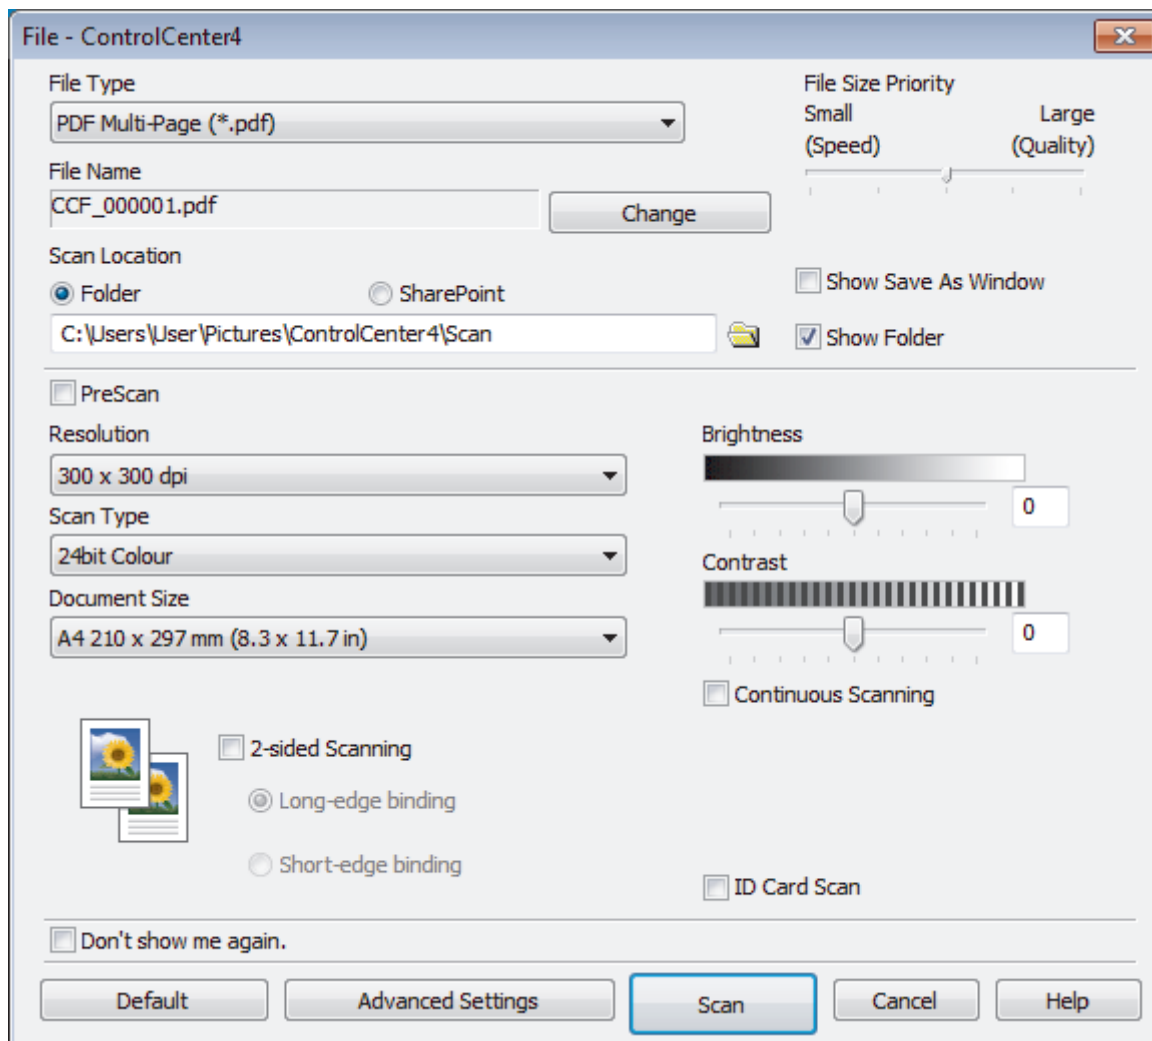 File - ControlCenter4
File Type
PDF Multi-Page (*.pdf)
File Size Priority
Small Large
(Speed) (Quality)
File Name
CCF_000001.pdf
Change
Scan Location
Folder SharePoint
C:\Users\User\Pictures\ControlCenter4\Scan
Show Save As Window
Show Folder
PreScan
Resolution
300 x 300 dpi
Scan Type
24bit Colour
Document Size
A4 210 x 297 mm (8.3 x 11.7 in)
Brightness
0
Contrast
0
Continuous Scanning
2-sided Scanning
Long-edge binding
Short-edge binding
ID Card Scan
Don't show me again.
Default Advanced Settings Scan Cancel Help